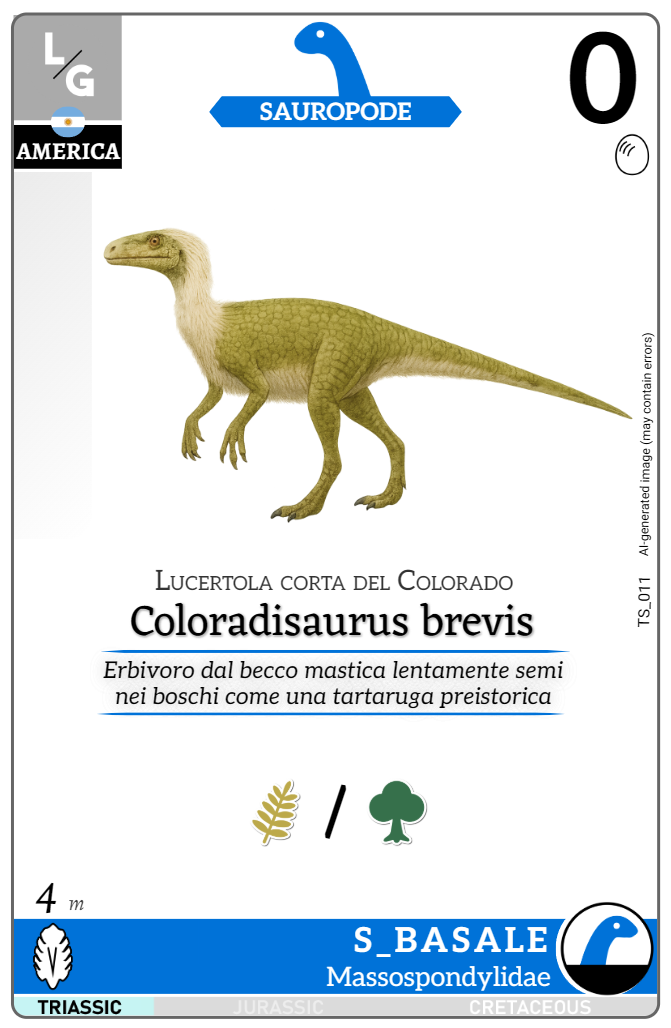 L/G
AMERICA
SAUROPODE
0
AI-generated image (may contain errors)
TS_011
Lucertola corta del Colorado
Coloradisaurus brevis
Erbivoro dal becco mastica lentamente semi
nei boschi come una tartaruga preistorica
/
4 m
S_BASALE
Massospondylidae
TRIASSIC JURASSIC CRETACEOUS